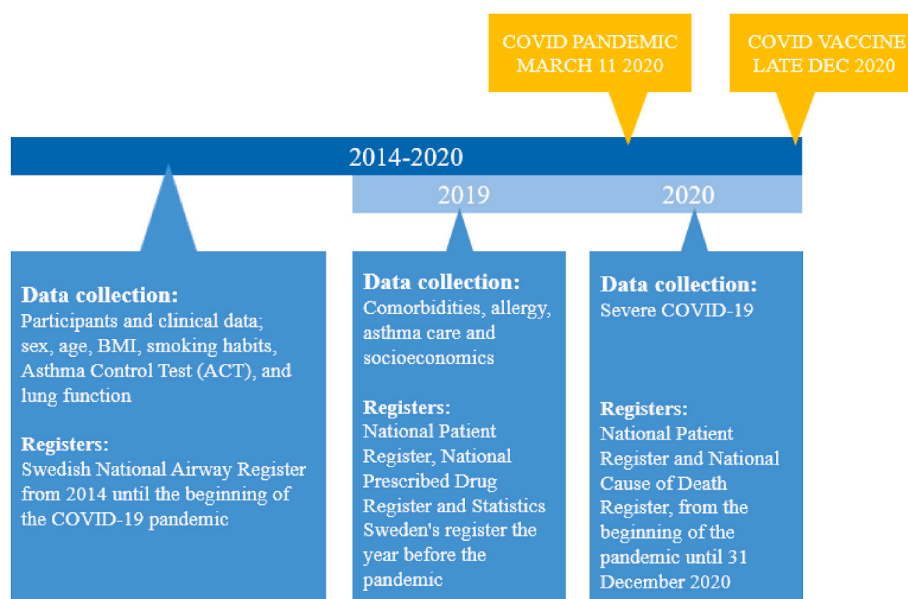 COVID PANDEMIC
MARCH 11 2020
COVID VACCINE
LATE DEC 2020
2014-2020
2019
2020
Data collection:
Participants and clinical data;
sex, age, BMI, smoking habits,
Asthma Control Test (ACT), and
lung function
Registers:
Swedish National Airway Register
from 2014 until the beginning of
the COVID-19 pandemic
Data collection:
Comorbidities, allergy,
asthma care and
socioeconomics
Registers:
National Patient
Register, National
Prescribed Drug
Register and Statistics
Sweden's register the
year before the
pandemic
Data collection:
Severe COVID-19
Registers:
National Patient
Register and National
Cause of Death
Register, from the
beginning of the
pandemic until 31
December 2020